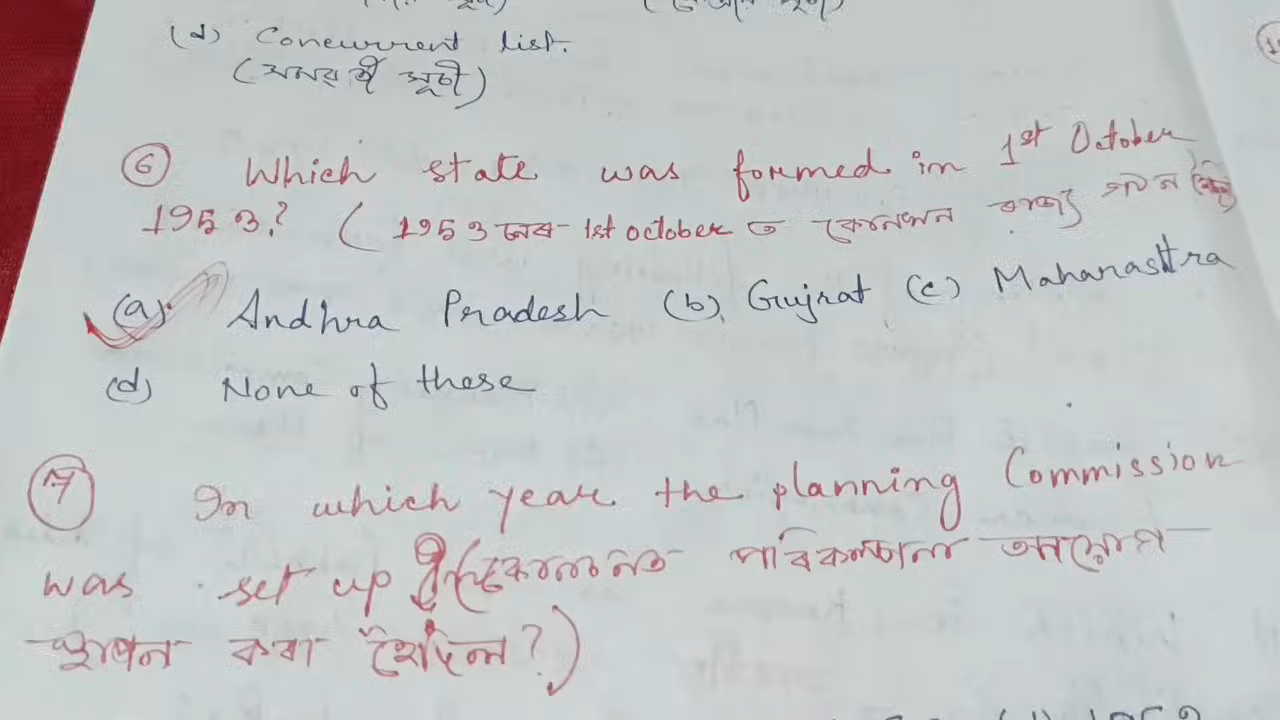 (d) Concurrent list.
(সমৱৰ্তী সূচী)
⑥ Which state was formed in 1st October
1953? (1953 চনৰ 1st october ত কোনখন ৰাজ্য গঠন
(a) Andhra Pradesh (b) Gujrat (c) Maharashtra
(d) None of these
⑦ In which year the planning Commission
was set up (কোনচনত পৰিকল্পনা আয়োগ
স্থাপন কৰা হৈছিল?)